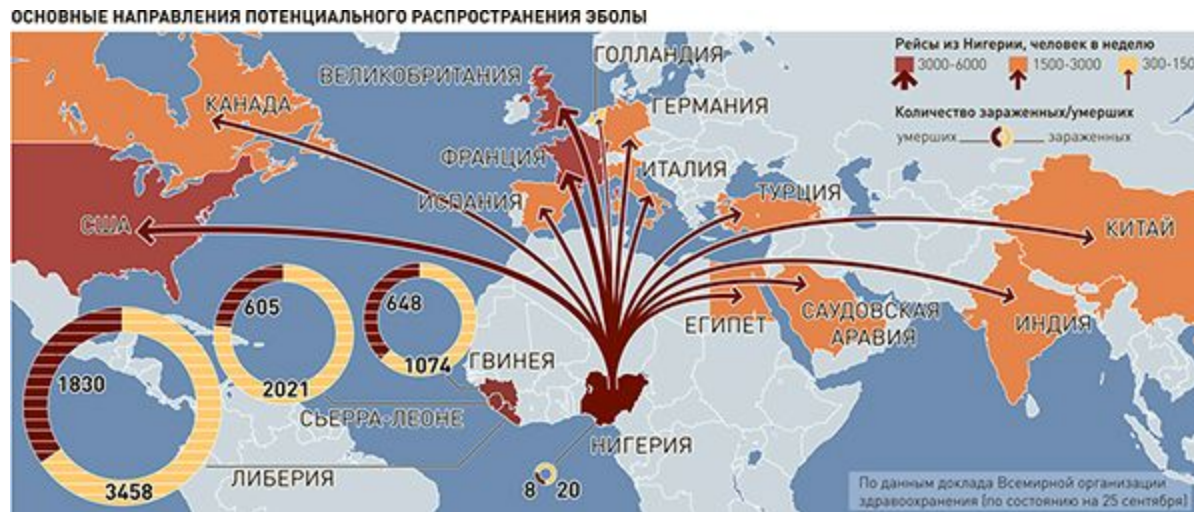 ОСНОВНЫЕ НАПРАВЛЕНИЯ ПОТЕНЦИАЛЬНОГО РАСПРОСТРАНЕНИЯ ЭБОЛЫ
ГОЛЛАНДИЯ
Рейсы из Нигерии, человек в неделю
3000-6000
1500-3000
300-150
ВЕЛИКОБРИТАНИЯ
КАНАДА
ГЕРМАНИЯ
Количество зараженных/умерших
умерших
зараженных
ФРАНЦИЯ
ИТАЛИЯ
ИСПАНИЯ
ТУРЦИЯ
США
КИТАЙ
605
648
САУДОВСКАЯ
АРАВИЯ
ЕГИПЕТ
ИНДИЯ
ГВИНЕЯ
1074
1830
2021
СЬЕРРА-ЛЕОНЕ
НИГЕРИЯ
ЛИБЕРИЯ
3458
8
20
По данным доклада Всемирной организации
здравоохранения (по состоянию на 25 сентября)